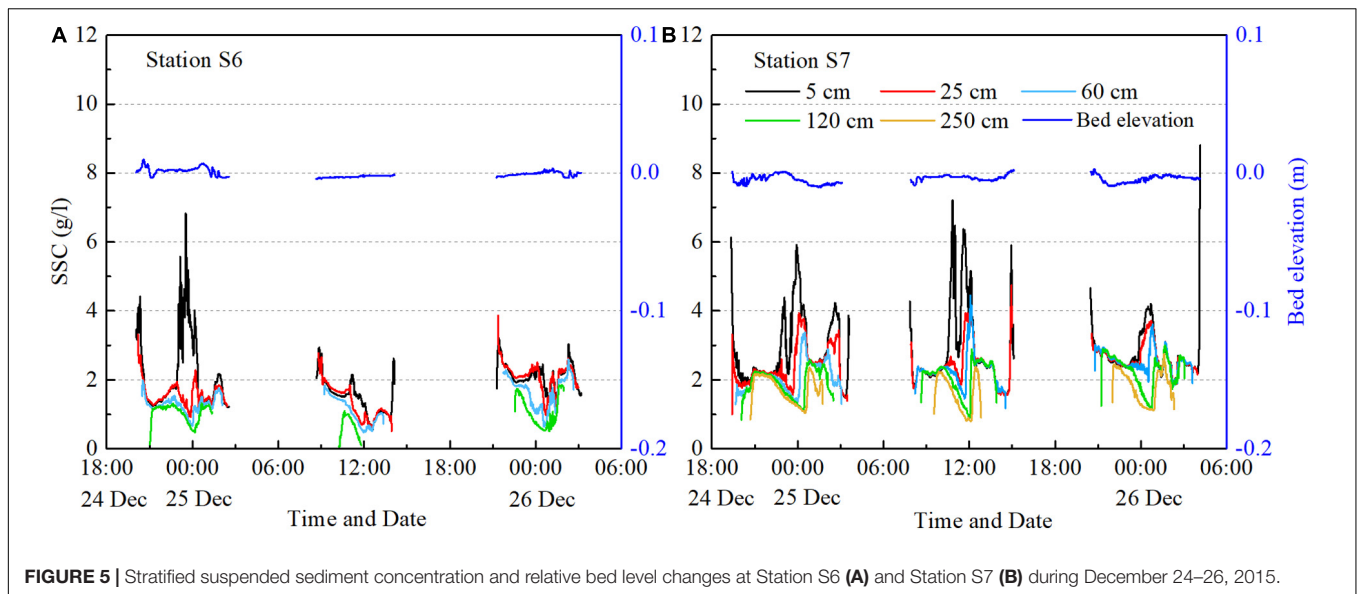 A
Station S6
12
10
8
6
4
2
0
SSC (g/l)
0.1
0.0
-0.1
-0.2
18:00 00:00 06:00 12:00 18:00 00:00 06:00
24 Dec 25 Dec 26 Dec
Time and Date
B
Station S7
5 cm 25 cm 60 cm
120 cm 250 cm Bed elevation
12
10
8
6
4
2
0
0.1
0.0
-0.1
-0.2
Bed elevation (m)
18:00 00:00 06:00 12:00 18:00 00:00 06:00
24 Dec 25 Dec 26 Dec
Time and Date
FIGURE 5 | Stratified suspended sediment concentration and relative bed level changes at Station S6 (A) and Station S7 (B) during December 24–26, 2015.